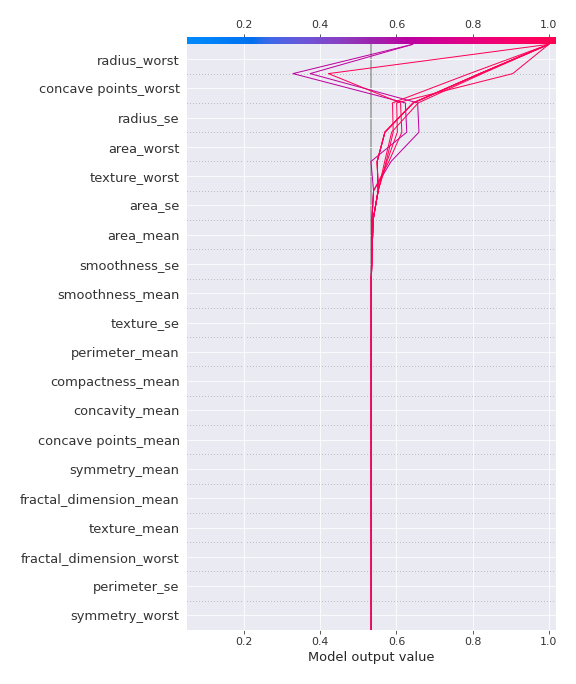 0.2 0.4 0.6 0.8 1.0
radius_worst
concave points_worst
radius_se
area_worst
texture_worst
area_se
area_mean
smoothness_se
smoothness_mean
texture_se
perimeter_mean
compactness_mean
concavity_mean
concave points_mean
symmetry_mean
fractal_dimension_mean
texture_mean
fractal_dimension_worst
perimeter_se
symmetry_worst
0.2 0.4 0.6 0.8 1.0
Model output value